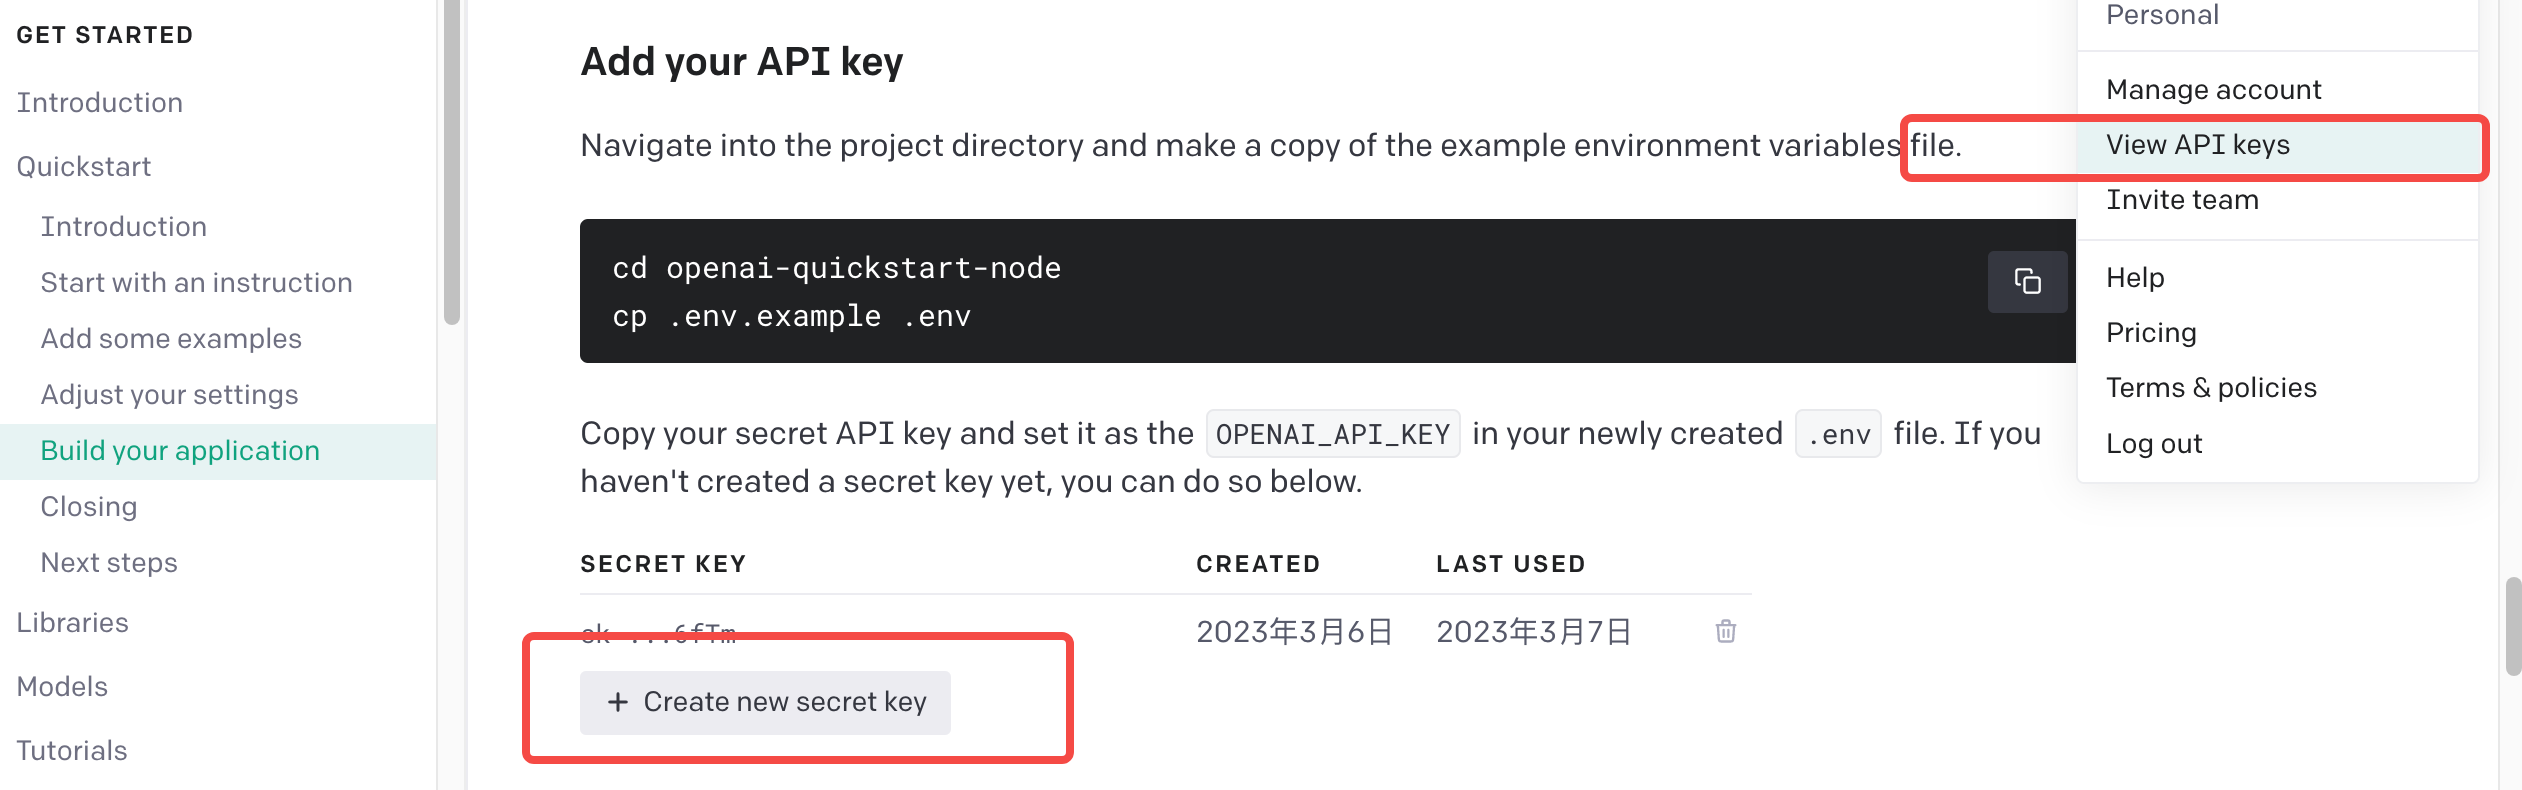 GET STARTED
Introduction
Quickstart
Introduction
Start with an instruction
Add some examples
Adjust your settings
Build your application
Closing
Next steps
Libraries
Models
Tutorials
Add your API key
Navigate into the project directory and make a copy of the example environment variables file.
cd openai-quickstart-node
cp .env.example .env
Copy your secret API key and set it as the OPENAI_API_KEY in your newly created .env file. If you
haven't created a secret key yet, you can do so below.
SECRET KEY CREATED LAST USED
sk-...6fTm 2023年3月6日 2023年3月7日
+ Create new secret key
Personal
Manage account
View API keys
Invite team
Help
Pricing
Terms & policies
Log out